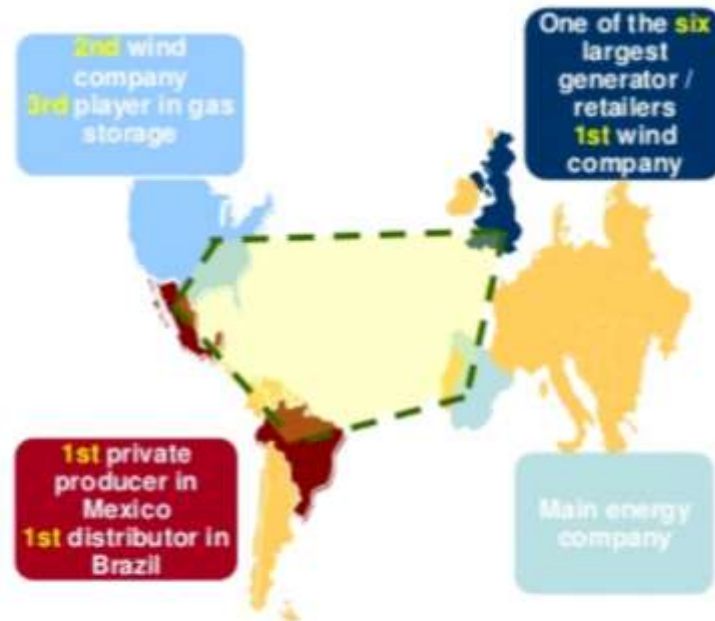 2nd wind
company
3rd player in gas
storage
One of the six
largest
generator /
retailers
1st wind
company
1st private
producer in
Mexico
1st distributor in
Brazil
Main energy
company